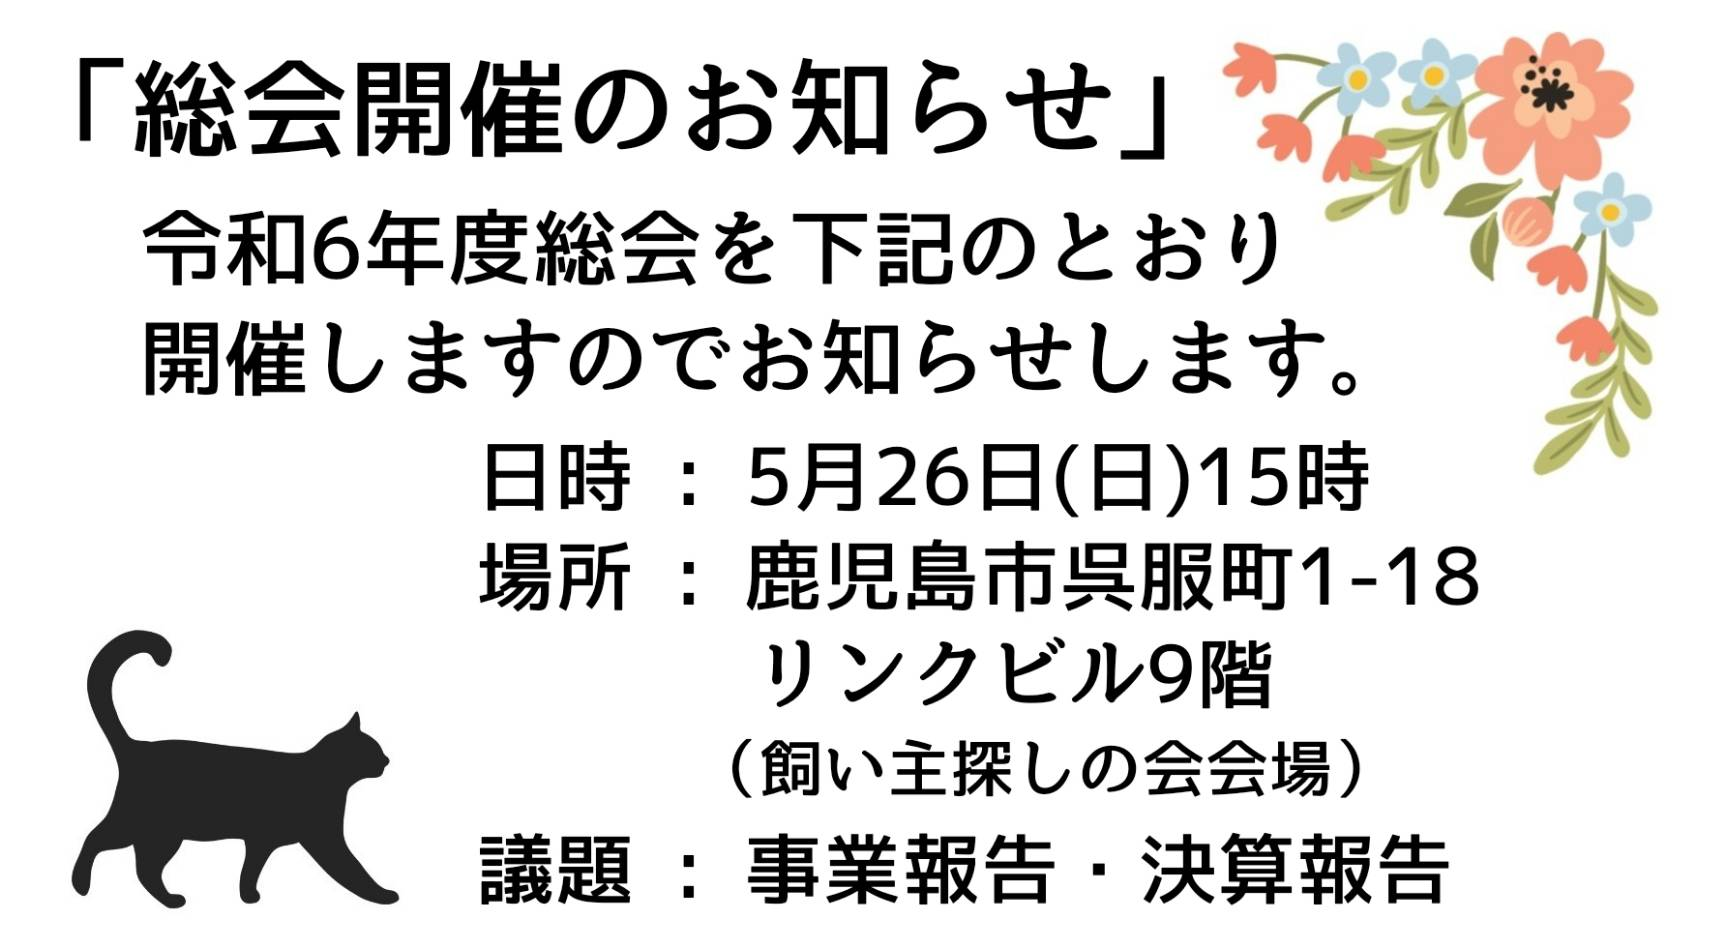 「総会開催のお知らせ」
令和6年度総会を下記のとおり
開催しますのでお知らせします。
日時 : 5月26日(日)15時
場所 : 鹿児島市呉服町1-18
リンクビル9階
（飼い主探しの会会場）
議題 : 事業報告・決算報告